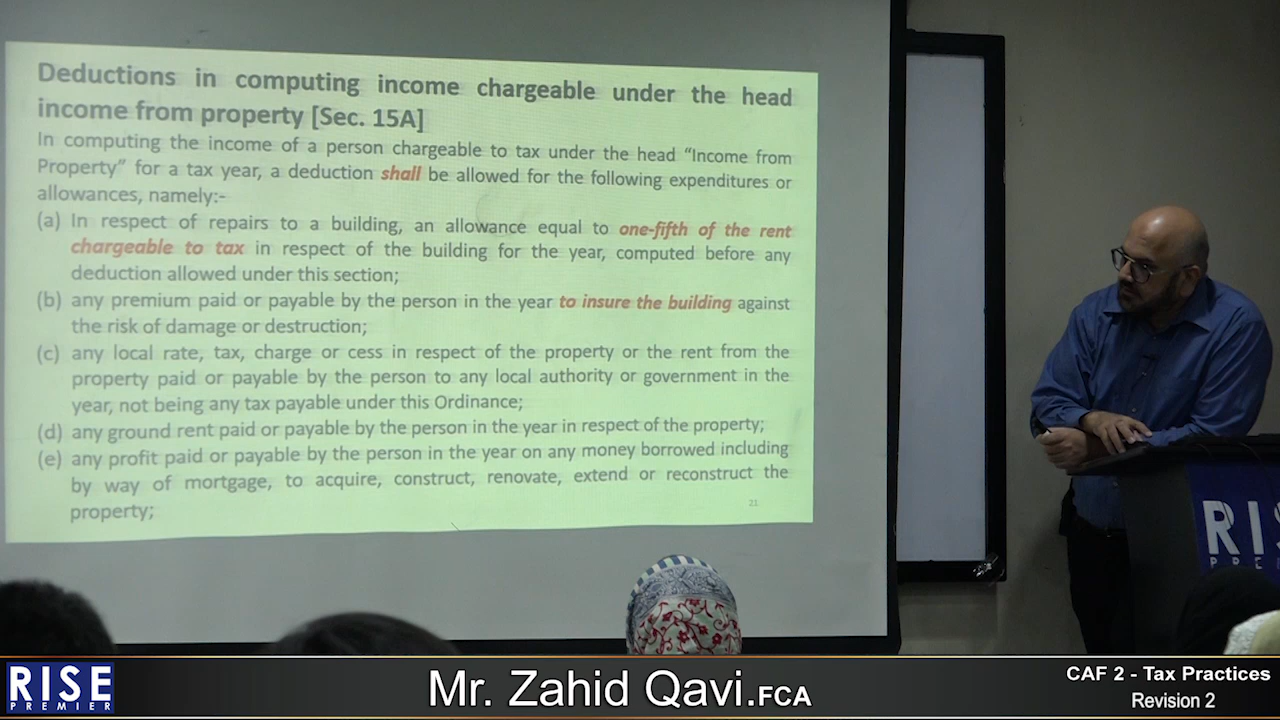 Deductions in computing income chargeable under the head
income from property [Sec. 15A]
In computing the income of a person chargeable to tax under the head “Income from
Property” for a tax year, a deduction shall be allowed for the following expenditures or
allowances, namely:-
(a) In respect of repairs to a building, an allowance equal to one-fifth of the rent
chargeable to tax in respect of the building for the year, computed before any
deduction allowed under this section;
(b) any premium paid or payable by the person in the year to insure the building against
the risk of damage or destruction;
(c) any local rate, tax, charge or cess in respect of the property or the rent from the
property paid or payable by the person to any local authority or government in the
year, not being any tax payable under this Ordinance;
(d) any ground rent paid or payable by the person in the year in respect of the property;
(e) any profit paid or payable by the person in the year on any money borrowed including
by way of mortgage, to acquire, construct, renovate, extend or reconstruct the
property;
21
RIS
PRE
RISE
PREMIER
Mr. Zahid Qavi.FCA
CAF 2 - Tax Practices
Revision 2